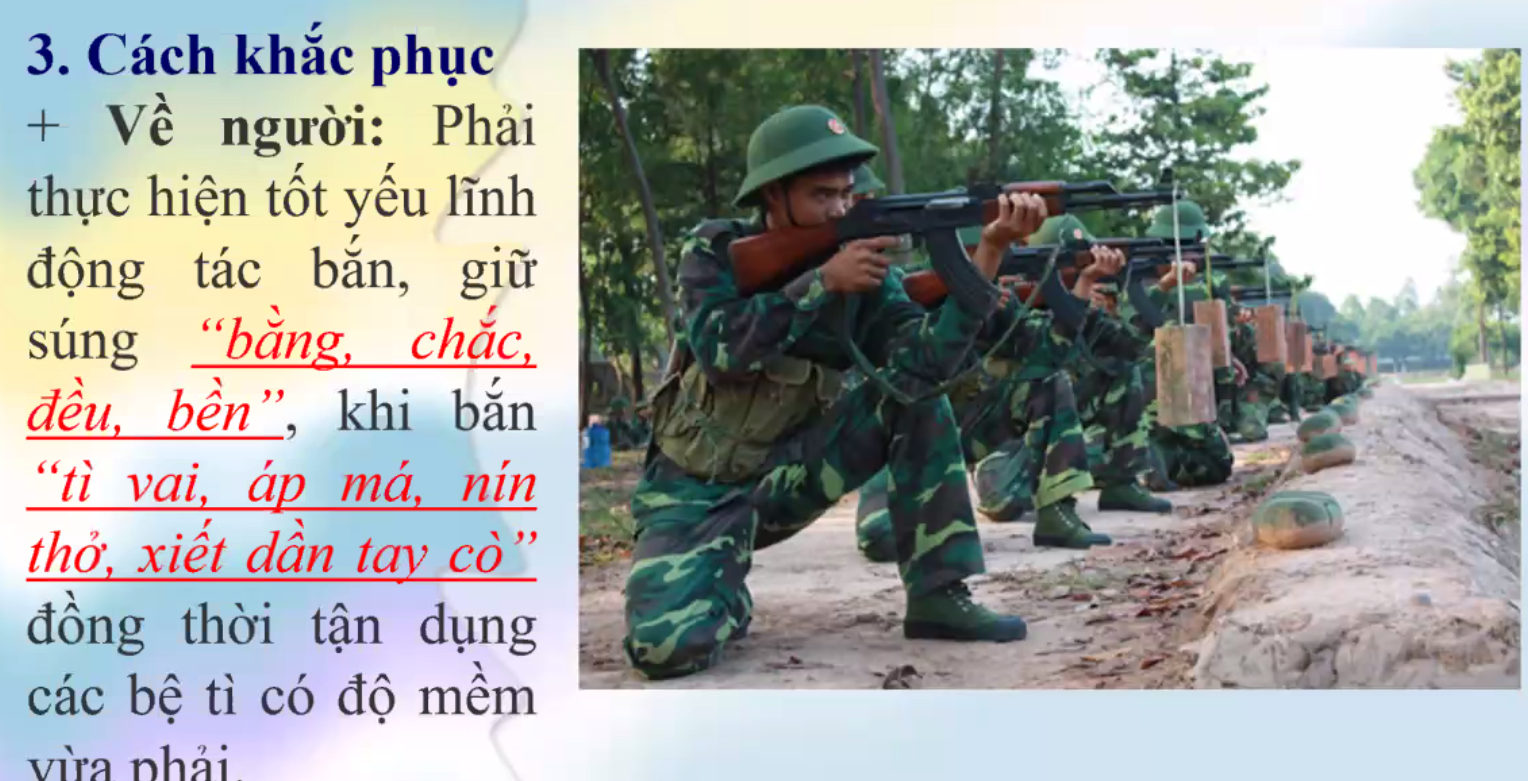 3. Cách khắc phục
+ Về người: Phải
thực hiện tốt yếu lĩnh
động tác bắn, giữ
súng “bằng, chắc,
đều, bền”, khi bắn
“tì vai, áp má, nín
thở, xiết dần tay cò”
đồng thời tận dụng
các bệ tì có độ mềm
vừa phải.